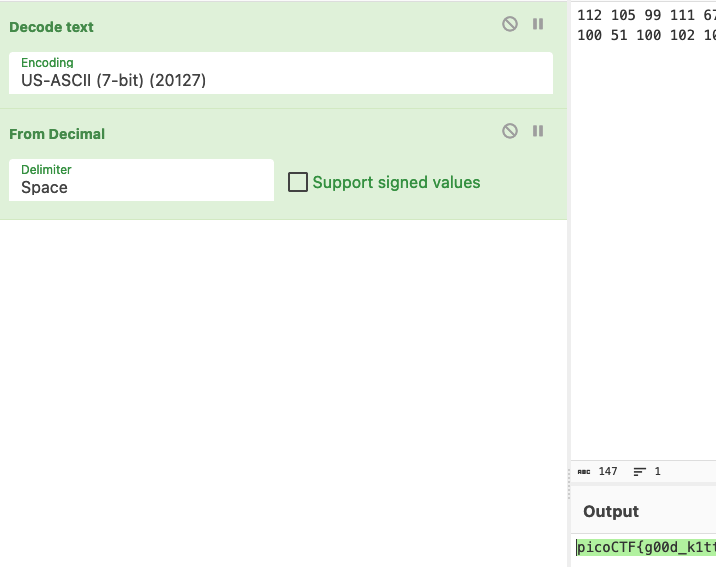 Decode text
Encoding
US-ASCII (7-bit) (20127)
From Decimal
Delimiter
Space
Support signed values
112 105 99 111 67
100 51 100 102 10
ABC 147 1
Output
picoCTF{g00d_k1tt